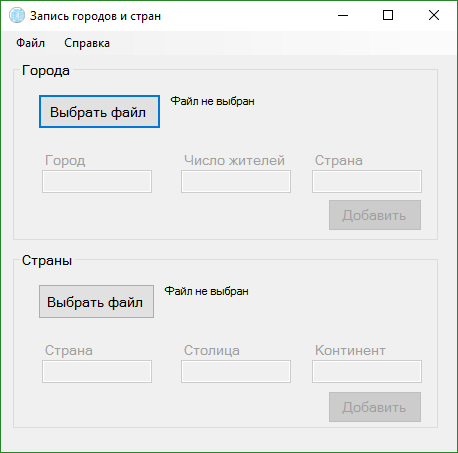 Запись городов и стран
Файл Справка
Города
Выбрать файл Файл не выбран
Город Число жителей Страна
Добавить
Страны
Выбрать файл Файл не выбран
Страна Столица Континент
Добавить